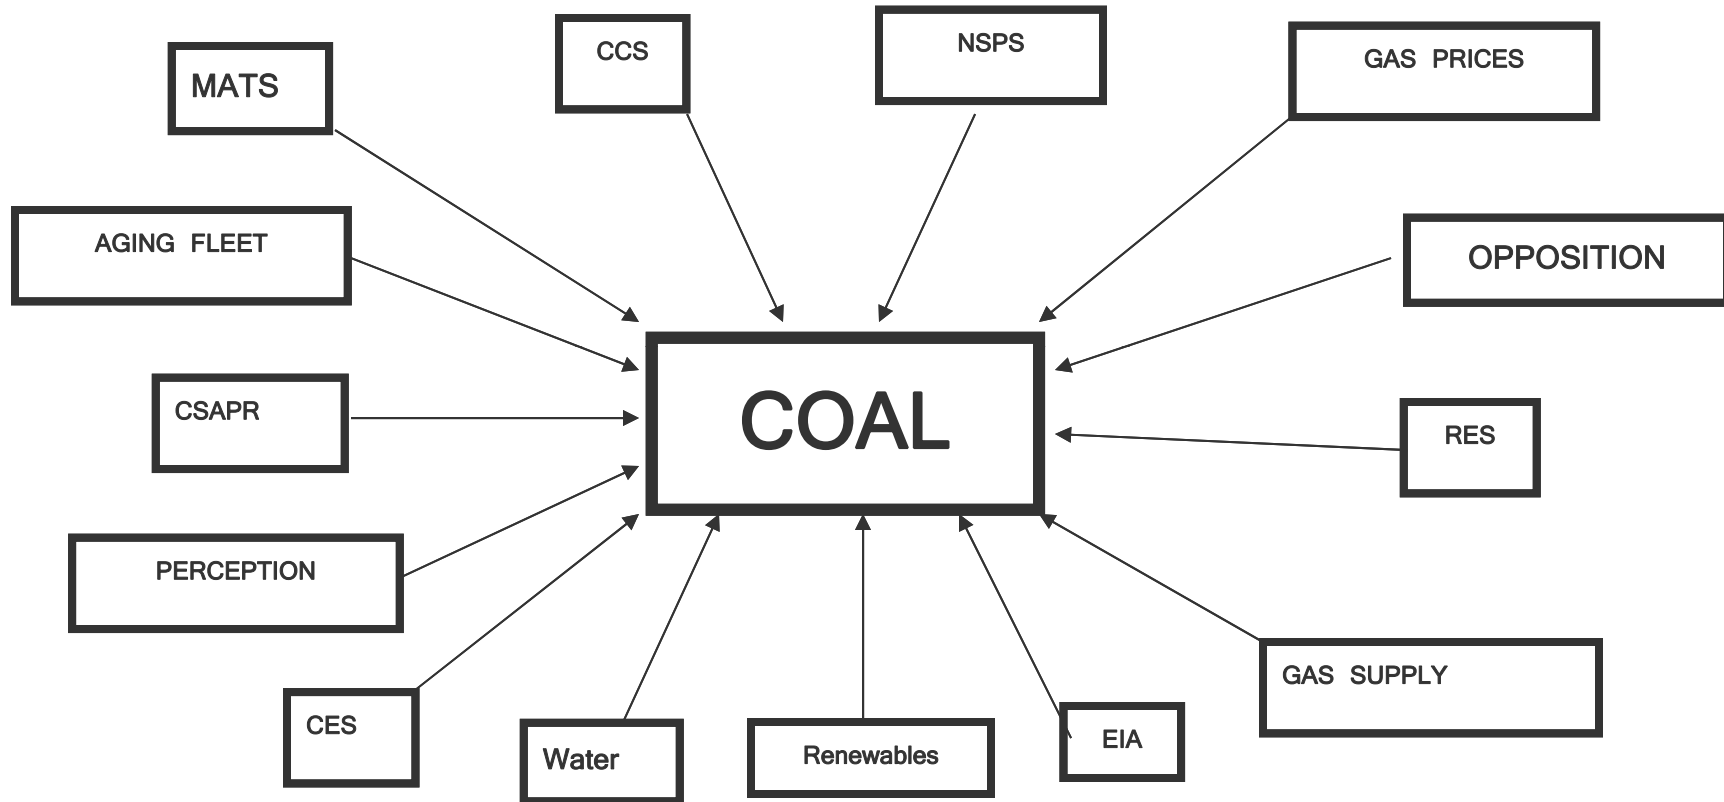 MATS
CCS
NSPS
GAS PRICES
AGING FLEET
OPPOSITION
CSAPR
COAL
RES
PERCEPTION
GAS SUPPLY
CES
Water
Renewables
EIA